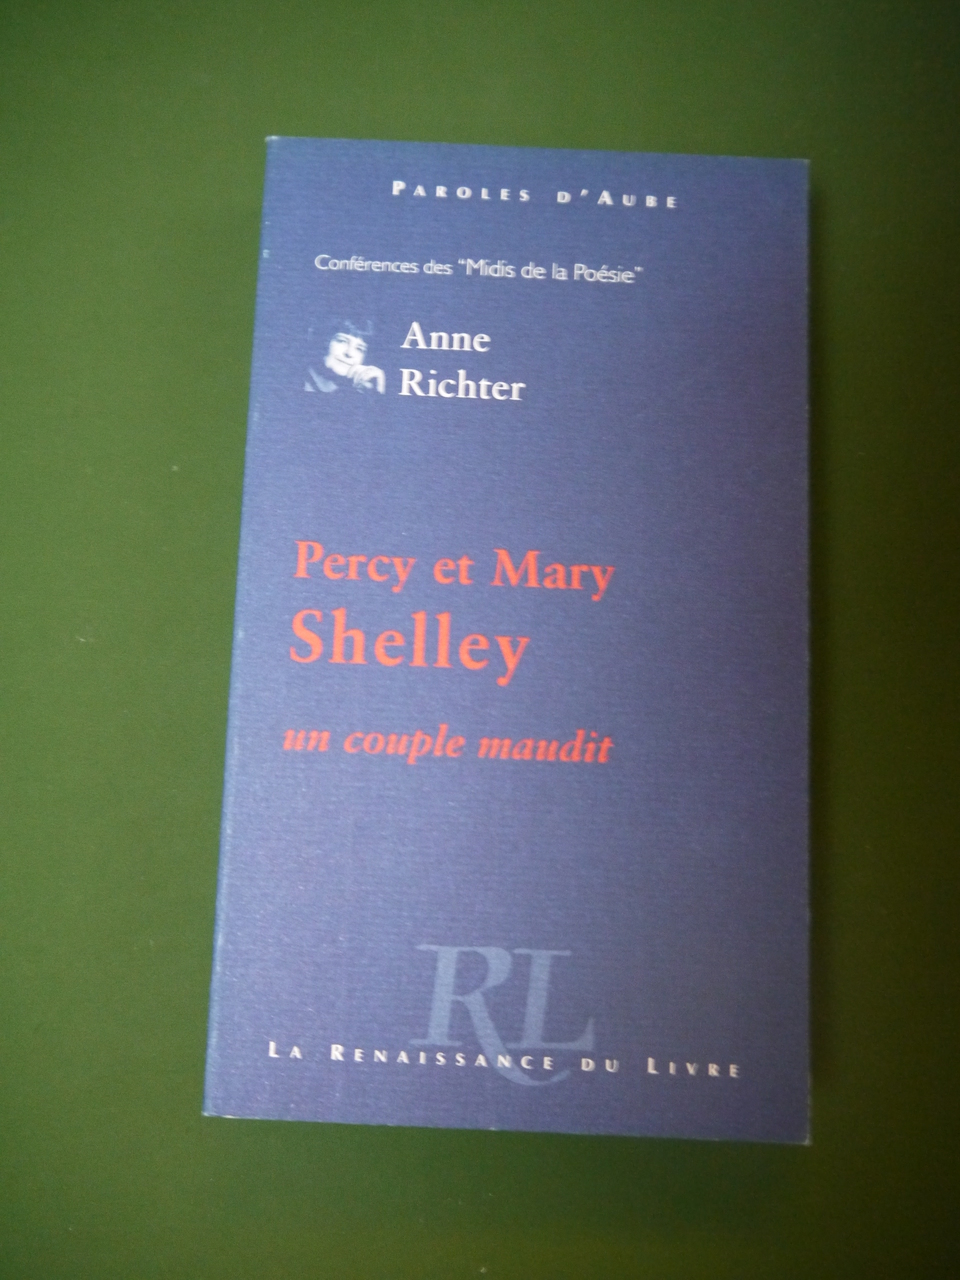 PAROLES D'AUBE
Conférences des "Midis de la Poésie"
Anne
Richter
Percy et Mary
Shelley
un couple maudit
RL
LA RENAISSANCE DU LIVRE